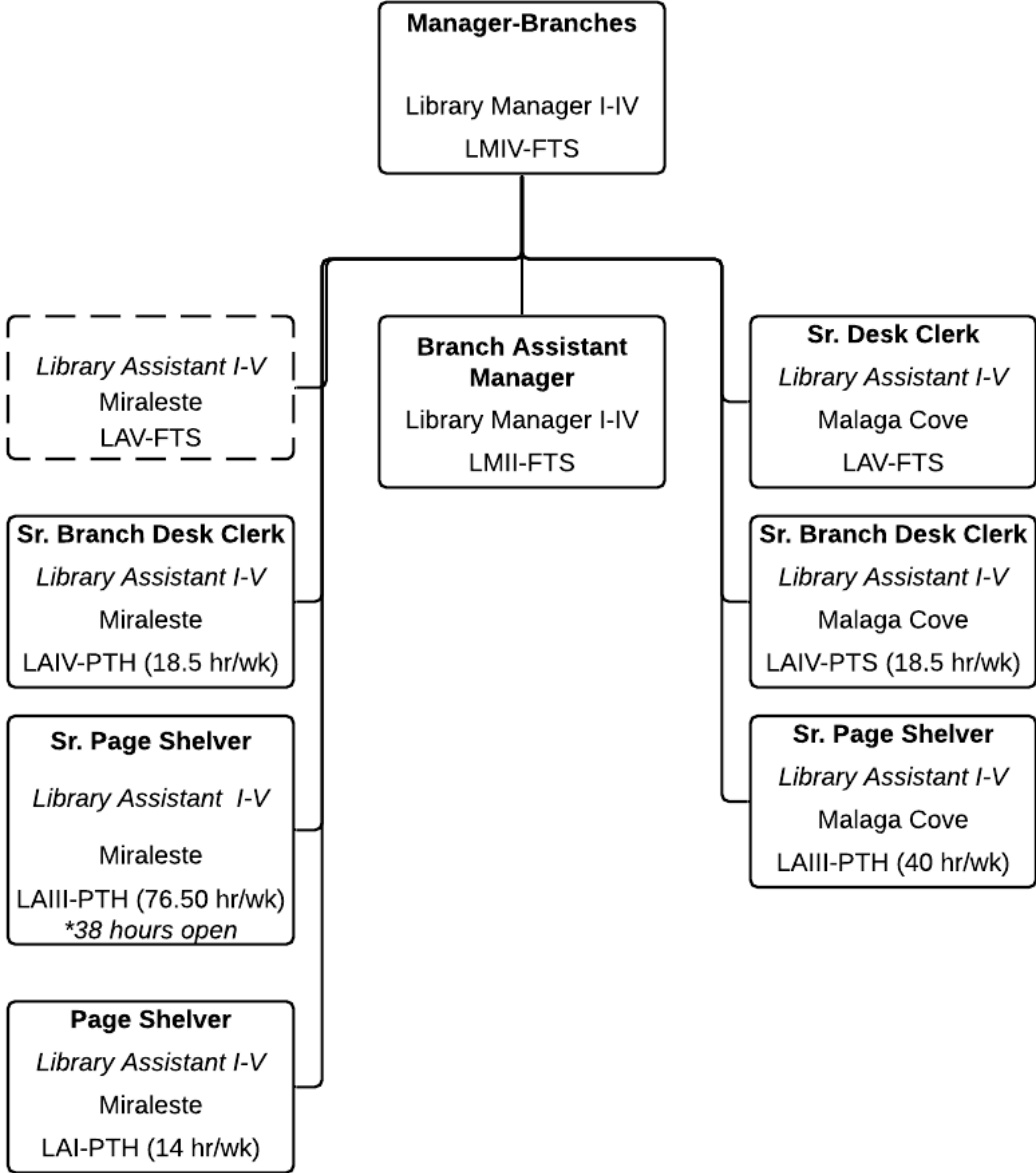 Manager-Branches
Library Manager I-IV
LMIV-FTS
Library Assistant I-V
Miraleste
LAV-FTS
Branch Assistant
Manager
Library Manager I-IV
LMII-FTS
Sr. Desk Clerk
Library Assistant I-V
Malaga Cove
LAV-FTS
Sr. Branch Desk Clerk
Library Assistant I-V
Miraleste
LAIV-PTH (18.5 hr/wk)
Sr. Branch Desk Clerk
Library Assistant I-V
Malaga Cove
LAIV-PTS (18.5 hr/wk)
Sr. Page Shelver
Library Assistant I-V
Miraleste
LAIII-PTH (76.50 hr/wk)
*38 hours open
Sr. Page Shelver
Library Assistant I-V
Malaga Cove
LAIII-PTH (40 hr/wk)
Page Shelver
Library Assistant I-V
Miraleste
LAI-PTH (14 hr/wk)